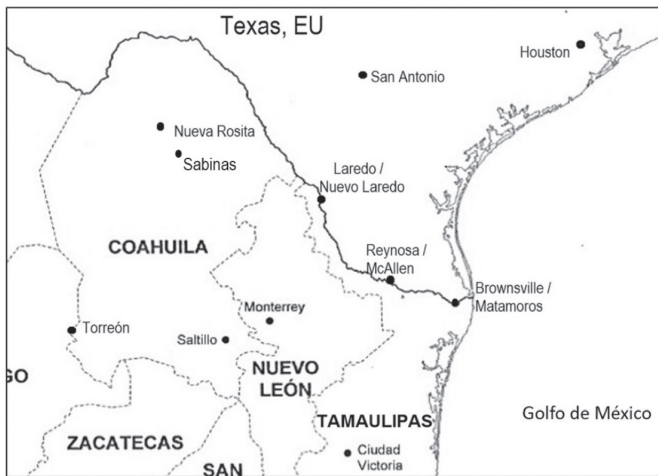 Texas, EU
Houston
San Antonio
Nueva Rosita
Sabinas
Laredo /
Nuevo Laredo
COAHUILA
Reynosa /
McAllen
Brownsville /
Matamoros
Monterrey
Torreón
Saltillo
NUEVO
LEÓN
GO
TAMAULIPAS
Golfo de México
ZACATECAS
Ciudad
Victoria
SAN